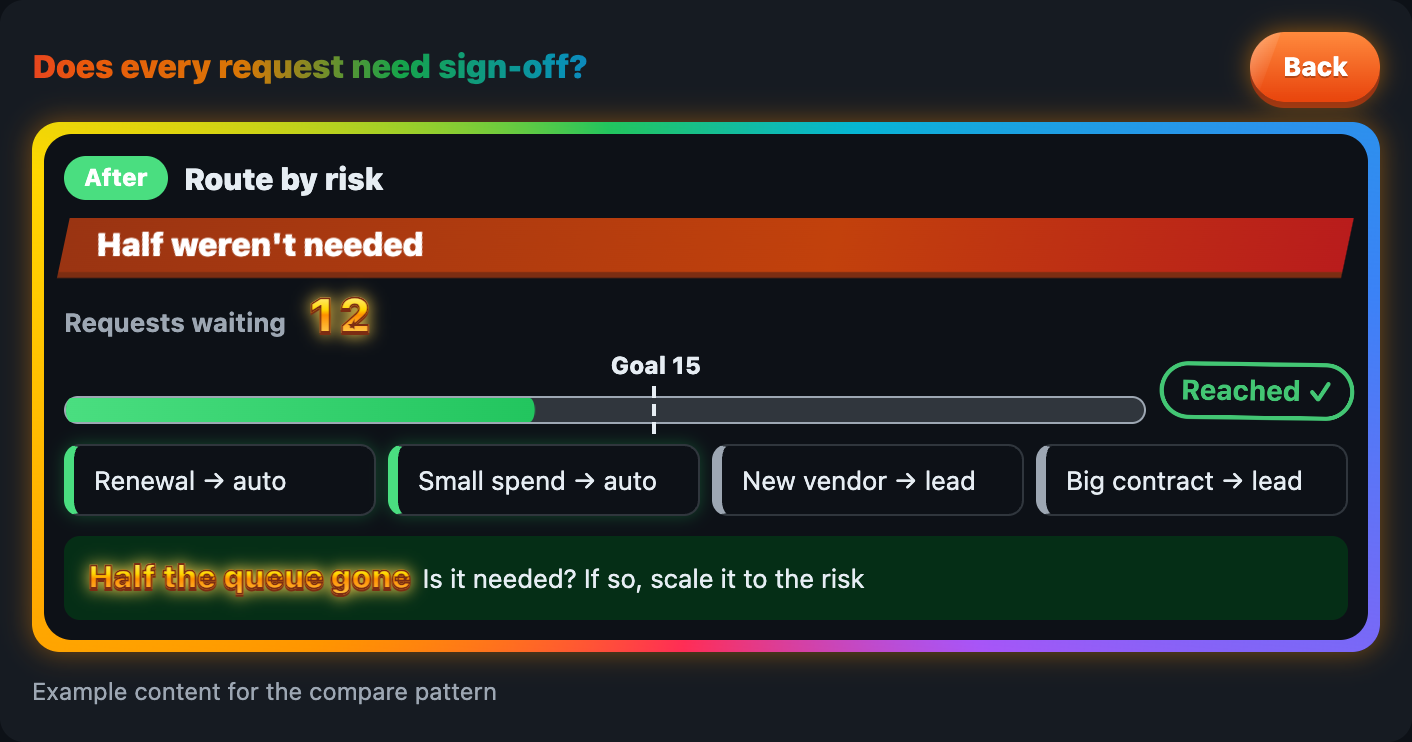 Does every request need sign-off?
Back
After
Route by risk
Half weren't needed
Requests waiting 12
Goal 15
Reached ✓
Renewal → auto
Small spend → auto
New vendor → lead
Big contract → lead
Half the queue gone Is it needed? If so, scale it to the risk
Example content for the compare pattern